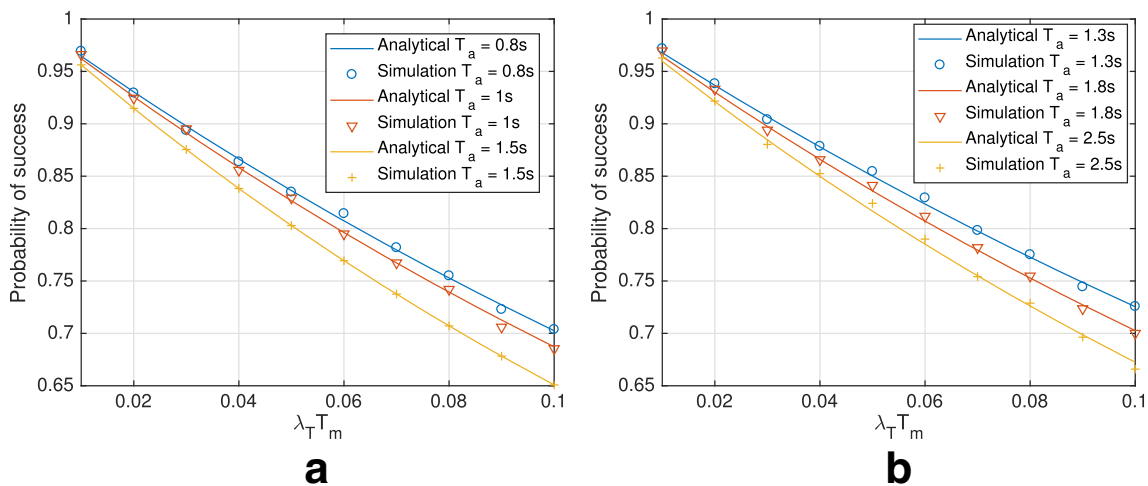 1
0.95
0.9
0.85
0.8
0.75
0.7
0.65
Probability of success
Analytical T_a = 0.8s
Simulation T_a = 0.8s
Analytical T_a = 1s
Simulation T_a = 1s
Analytical T_a = 1.5s
Simulation T_a = 1.5s
0.02 0.04 0.06 0.08 0.1
λ_T T_m
a
1
0.95
0.9
0.85
0.8
0.75
0.7
0.65
Probability of success
Analytical T_a = 1.3s
Simulation T_a = 1.3s
Analytical T_a = 1.8s
Simulation T_a = 1.8s
Analytical T_a = 2.5s
Simulation T_a = 2.5s
0.02 0.04 0.06 0.08 0.1
λ_T T_m
b